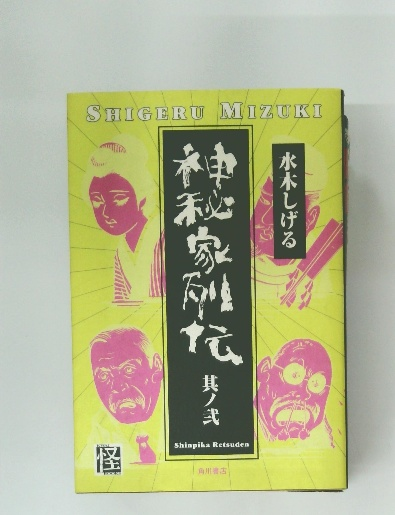 SHIGERU MIZUKI
水木しげる
神秘家列伝
其ノ弐
Shinpika Retsuden
怪
角川書店